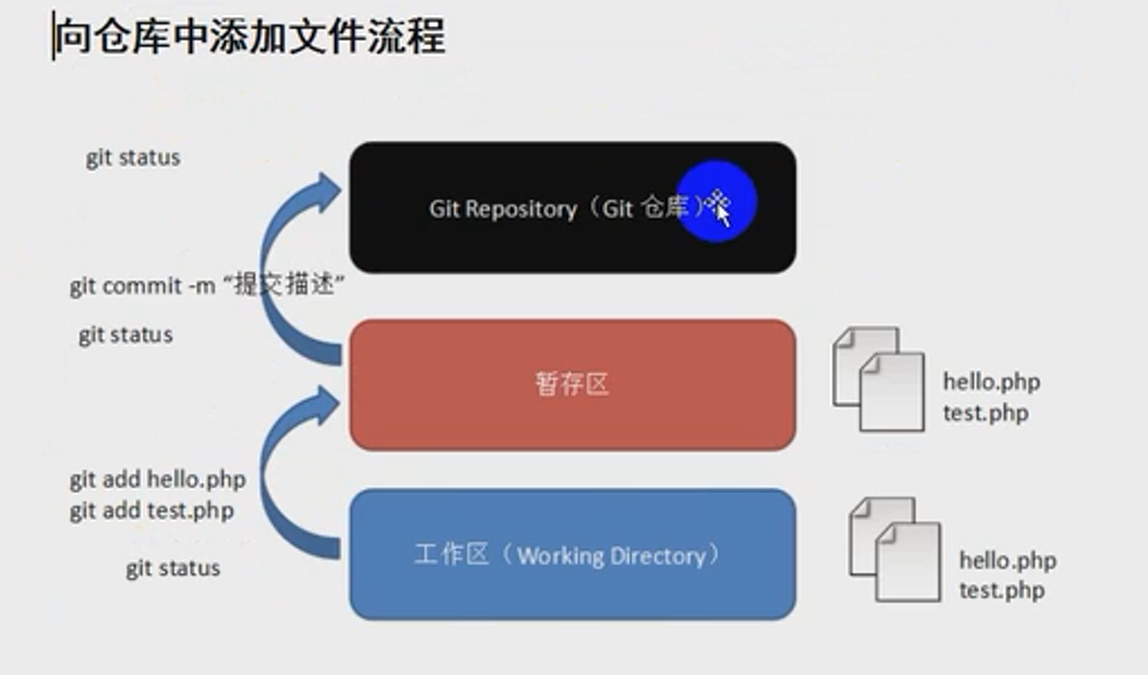 向仓库中添加文件流程
git status
Git Repository（Git 仓库）
git commit -m “提交描述”
git status
暂存区
hello.php
test.php
git add hello.php
git add test.php
git status
工作区（Working Directory）
hello.php
test.php